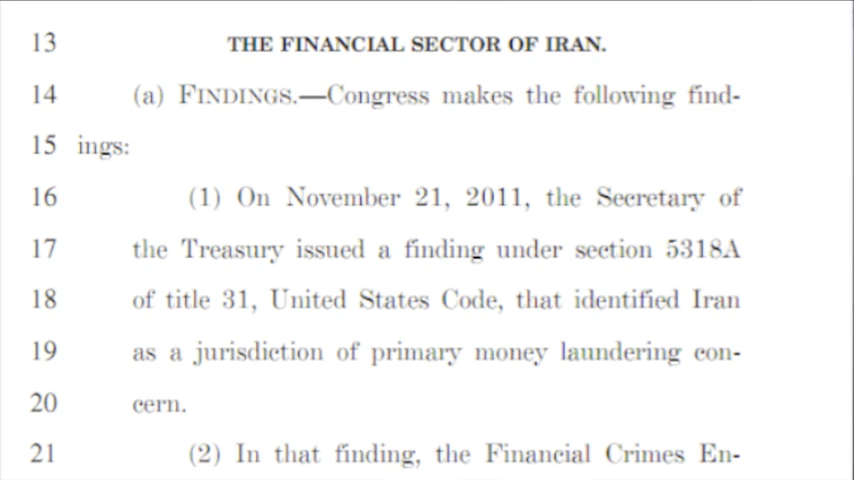 13 THE FINANCIAL SECTOR OF IRAN.
14 (a) FINDINGS.—Congress makes the following find-
15 ings:
16 (1) On November 21, 2011, the Secretary of
17 the Treasury issued a finding under section 5318A
18 of title 31, United States Code, that identified Iran
19 as a jurisdiction of primary money laundering con-
20 cern.
21 (2) In that finding, the Financial Crimes En-